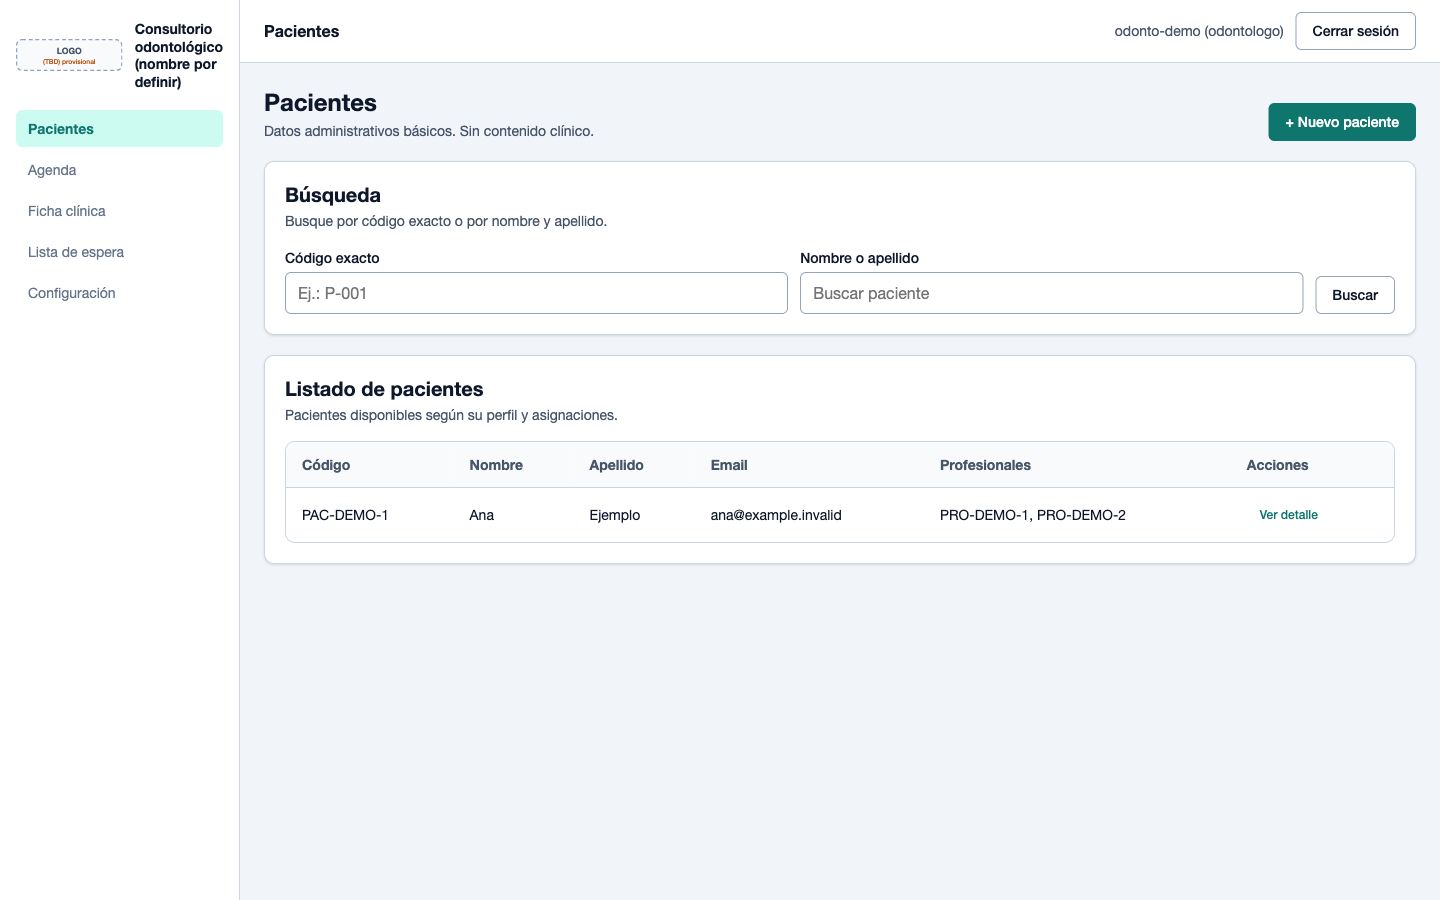 LOGO
(TBD) provisional
Consultorio
odontológico
(nombre por
definir)
Pacientes
Agenda
Ficha clínica
Lista de espera
Configuración
Pacientes
odonto-demo (odontologo)
Cerrar sesión
Pacientes
Datos administrativos básicos. Sin contenido clínico.
+ Nuevo paciente
Búsqueda
Busque por código exacto o por nombre y apellido.
Código exacto
Nombre o apellido
Ej.: P-001
Buscar paciente
Buscar
Listado de pacientes
Pacientes disponibles según su perfil y asignaciones.
Código Nombre Apellido Email Profesionales Acciones
PAC-DEMO-1 Ana Ejemplo ana@example.invalid PRO-DEMO-1, PRO-DEMO-2 Ver detalle